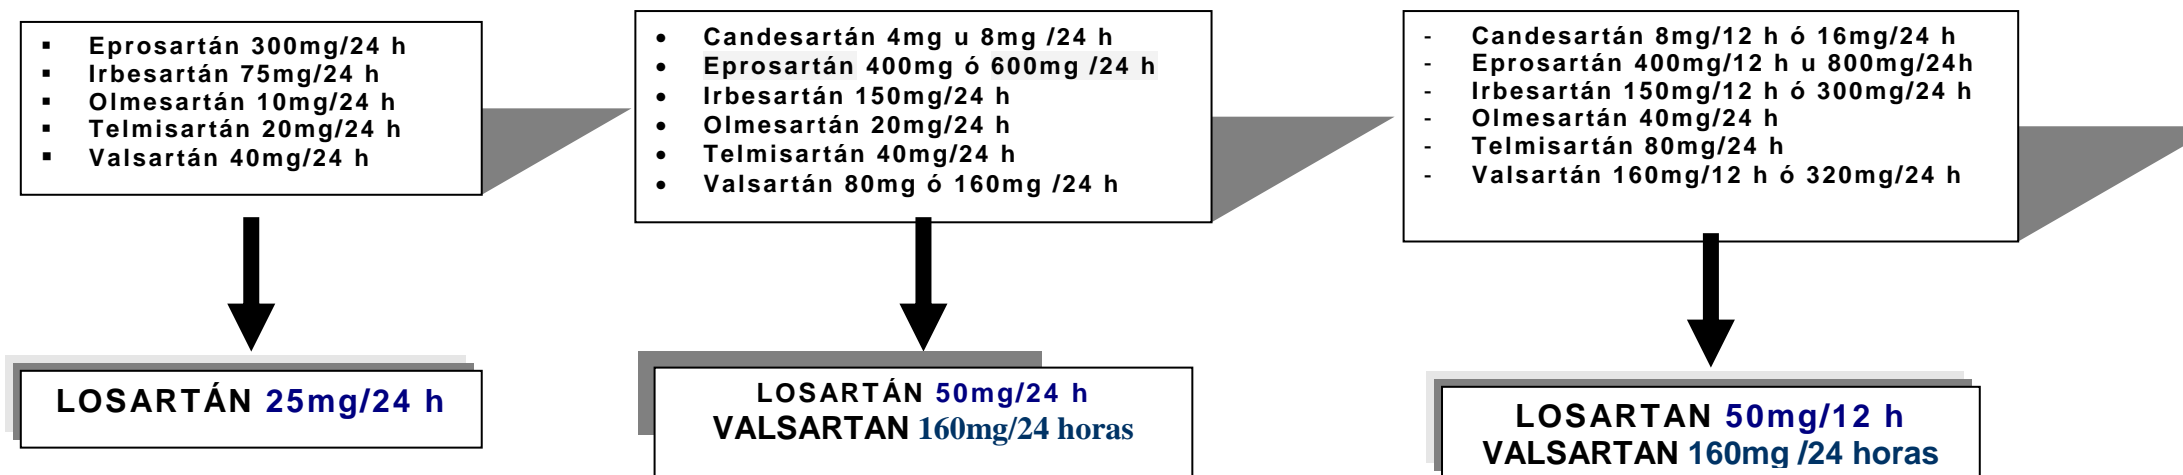 ▪ Eprosartán 300mg/24 h
▪ Irbesartán 75mg/24 h
▪ Olmesartán 10mg/24 h
▪ Telmisartán 20mg/24 h
▪ Valsartán 40mg/24 h
LOSARTÁN 25mg/24 h
• Candesartán 4mg u 8mg /24 h
• Eprosartán 400mg ó 600mg /24 h
• Irbesartán 150mg/24 h
• Olmesartán 20mg/24 h
• Telmisartán 40mg/24 h
• Valsartán 80mg ó 160mg /24 h
LOSARTÁN 50mg/24 h
VALSARTAN 160mg/24 horas
- Candesartán 8mg/12 h ó 16mg/24 h
- Eprosartán 400mg/12 h u 800mg/24h
- Irbesartán 150mg/12 h ó 300mg/24 h
- Olmesartán 40mg/24 h
- Telmisartán 80mg/24 h
- Valsartán 160mg/12 h ó 320mg/24 h
LOSARTAN 50mg/12 h
VALSARTAN 160mg /24 horas